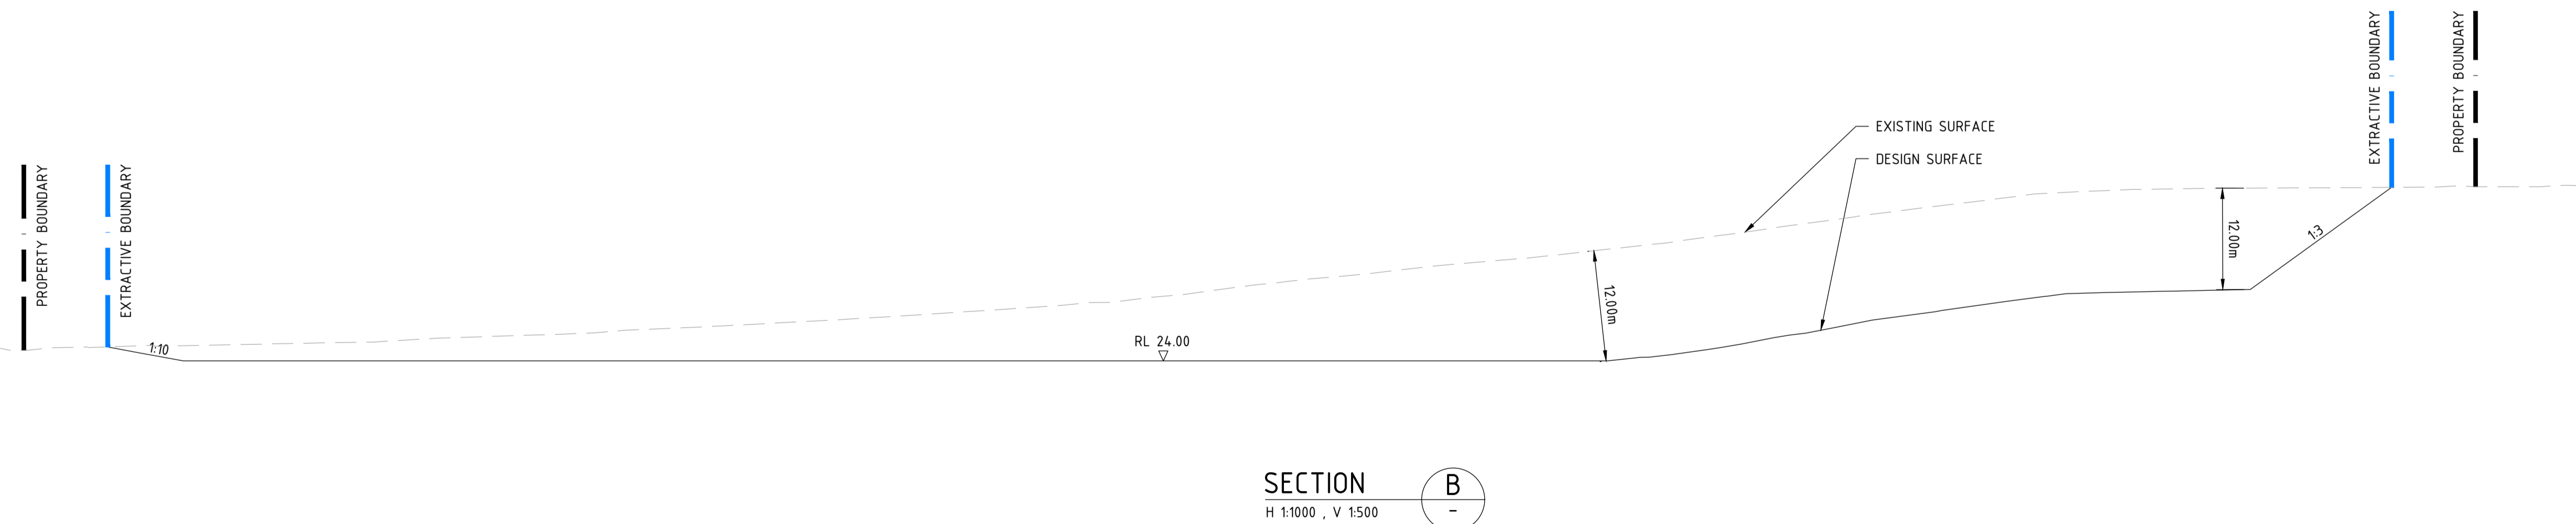 PROPERTY BOUNDARY
EXTRACTIVE BOUNDARY
1:10
RL 24.00
12.00m
EXISTING SURFACE
DESIGN SURFACE
12.00m
1:3
EXTRACTIVE BOUNDARY
PROPERTY BOUNDARY
SECTION
H 1:1000 , V 1:500
B
-